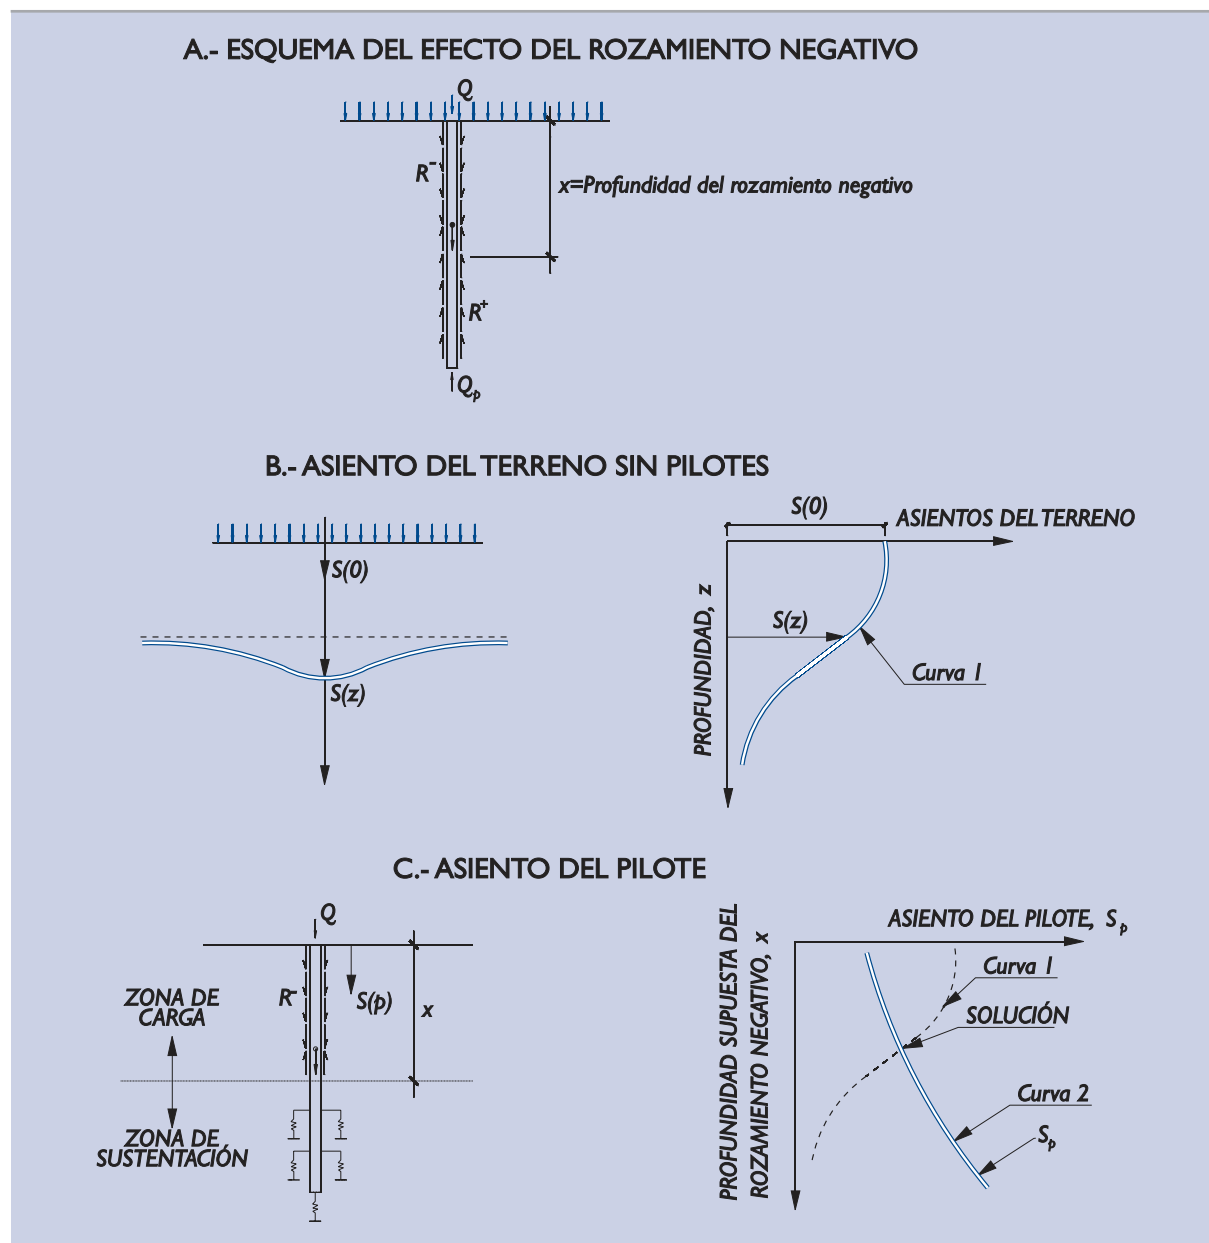 A.- ESQUEMA DEL EFECTO DEL ROZAMIENTO NEGATIVO
Q
R-
x=Profundidad del rozamiento negativo
R+
Qp
B.- ASIENTO DEL TERRENO SIN PILOTES
S(0)
S(z)
S(0)
ASIENTOS DEL TERRENO
PROFUNDIDAD, z
S(z)
Curva 1
C.- ASIENTO DEL PILOTE
Q
R-
S(p)
x
ZONA DE
CARGA
ZONA DE
SUSTENTACIÓN
PROFUNDIDAD SUPUESTA DEL
ROZAMIENTO NEGATIVO, x
ASIENTO DEL PILOTE, Sp
Curva 1
SOLUCIÓN
Curva 2
Sp